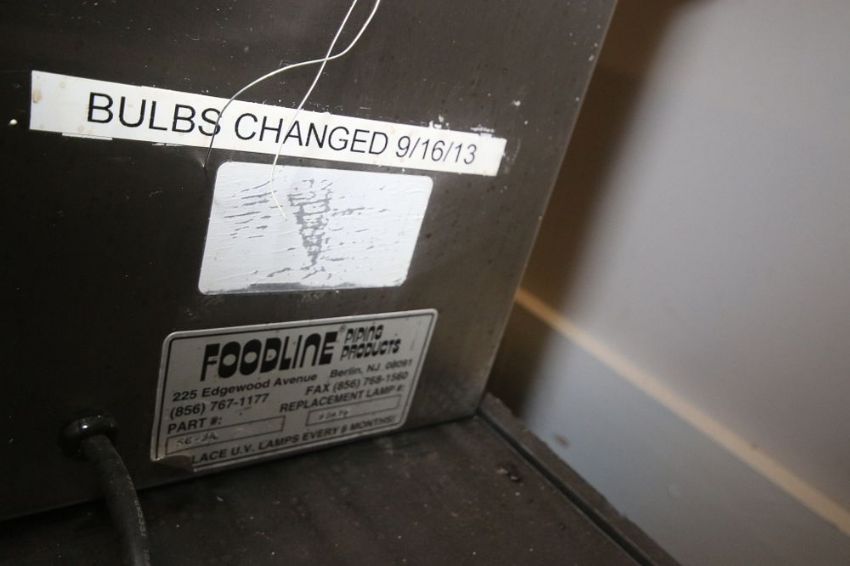 BULBS CHANGED 9/16/13
FOODLINE® PIPING PRODUCTS
225 Edgewood Avenue Berlin, NJ 08091
(856) 767-1177 FAX (856) 768-1560
PART #: REPLACEMENT LAMP #:
LACE U.V. LAMPS EVERY 8 MONTHS!